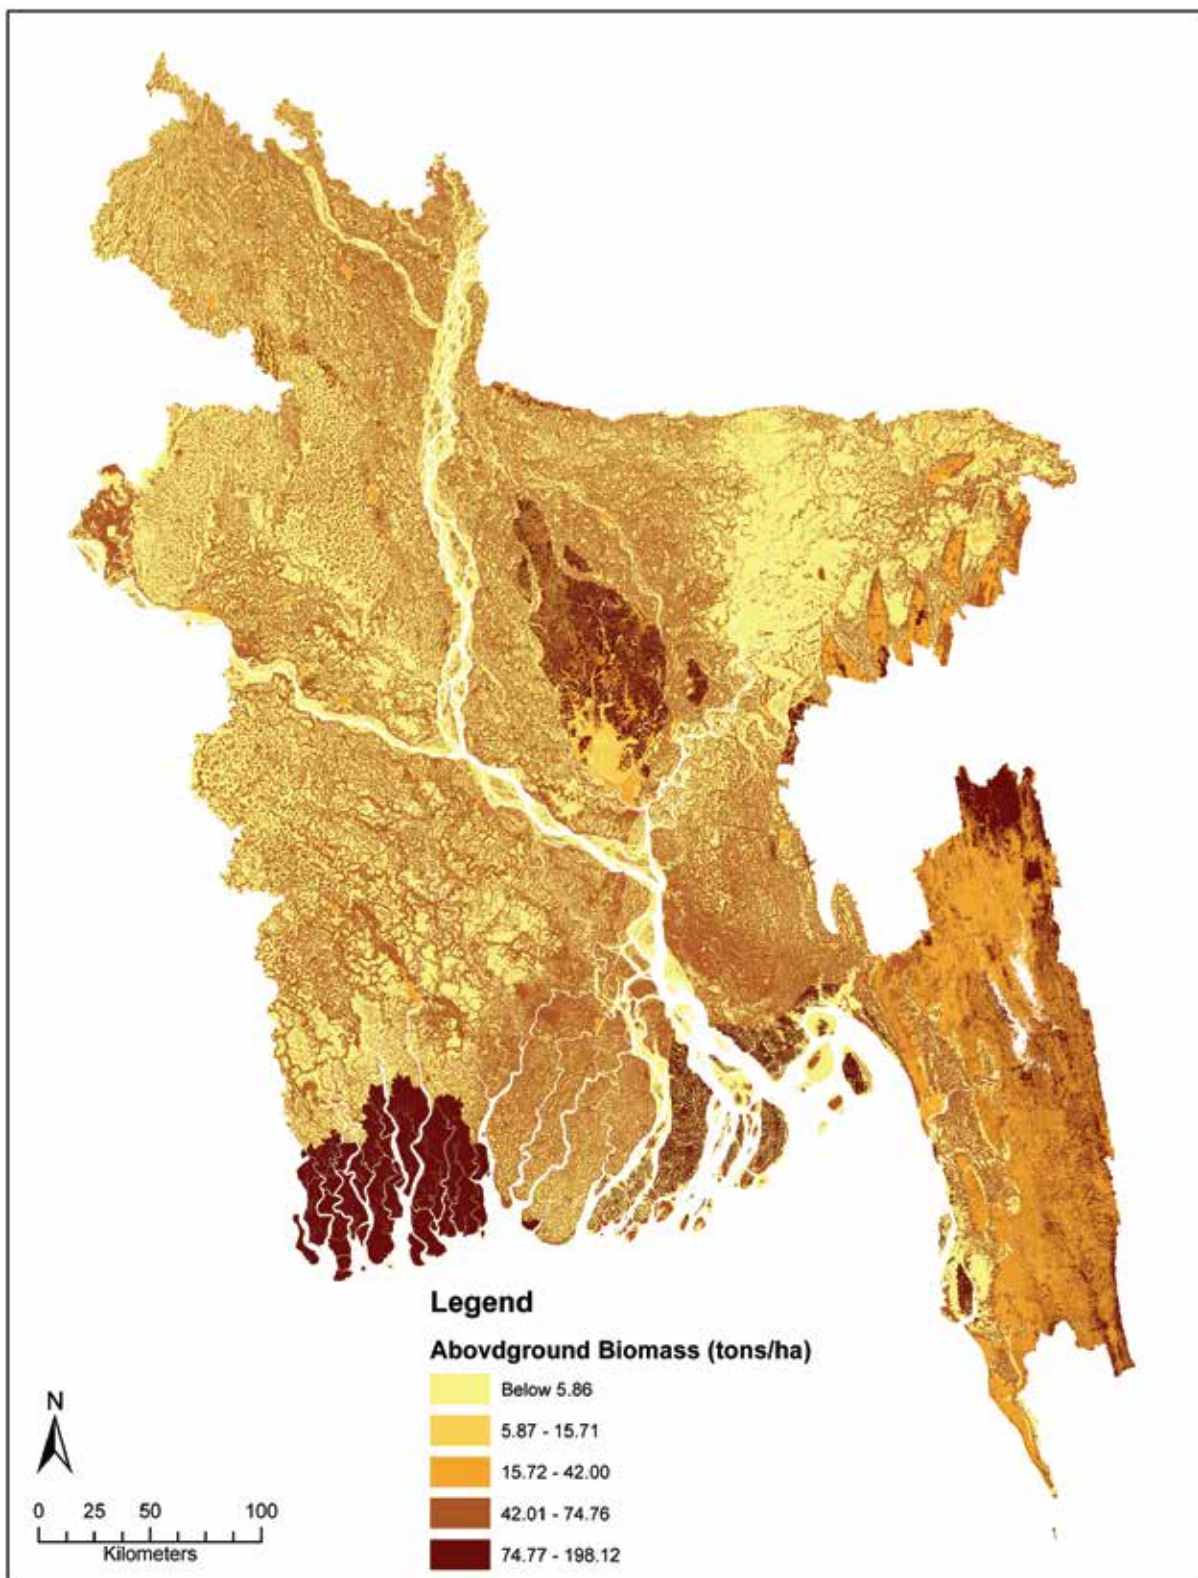 Legend
Abovdground Biomass (tons/ha)
Below 5.86
5.87 - 15.71
15.72 - 42.00
42.01 - 74.76
74.77 - 198.12
N
0 25 50 100
Kilometers